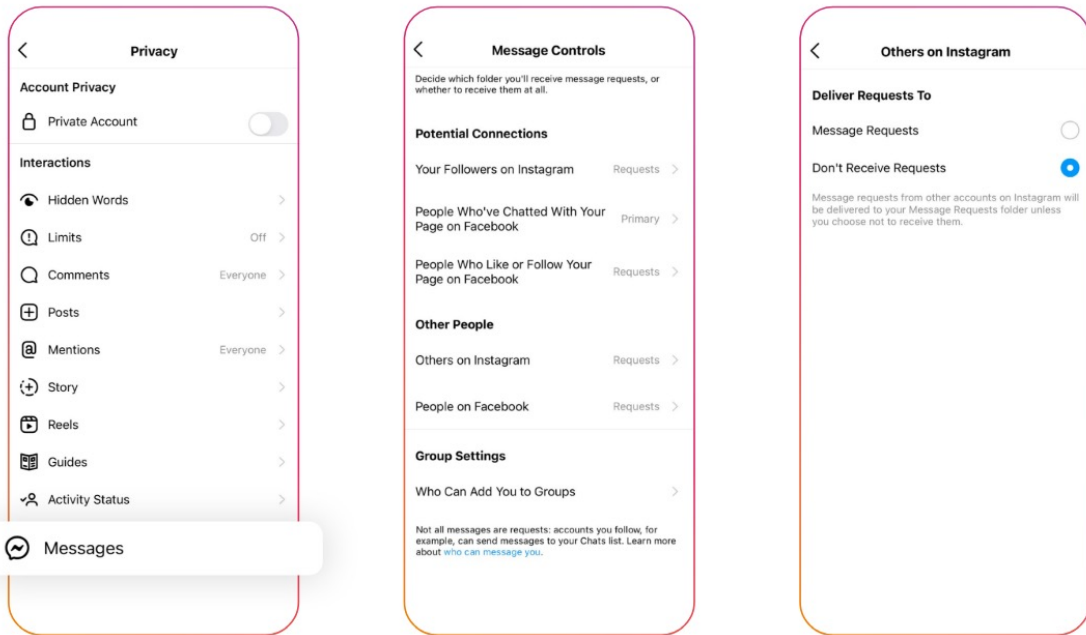 Privacy
Account Privacy
Private Account
Interactions
Hidden Words
Limits Off
Comments Everyone
Posts
Mentions Everyone
Story
Reels
Guides
Activity Status
Messages
Message Controls
Decide which folder you'll receive message requests, or
whether to receive them at all.
Potential Connections
Your Followers on Instagram Requests
People Who've Chatted With Your
Page on Facebook Primary
People Who Like or Follow Your
Page on Facebook Requests
Other People
Others on Instagram Requests
People on Facebook Requests
Group Settings
Who Can Add You to Groups
Not all messages are requests: accounts you follow, for
example, can send messages to your Chats list. Learn more
about who can message you.
Others on Instagram
Deliver Requests To
Message Requests
Don't Receive Requests
Message requests from other accounts on Instagram will
be delivered to your Message Requests folder unless
you choose not to receive them.